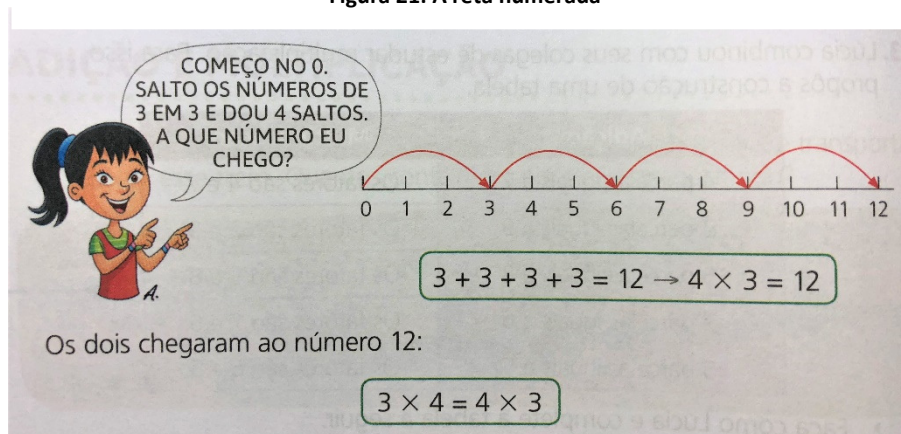 Figura 21: A reta numerada
COMEÇO NO 0.
SALTO OS NÚMEROS DE
3 EM 3 E DOU 4 SALTOS.
A QUE NÚMERO EU
CHEGO?
0 1 2 3 4 5 6 7 8 9 10 11 12
3 + 3 + 3 + 3 = 12 → 4 × 3 = 12
A.
Os dois chegaram ao número 12:
3 × 4 = 4 × 3